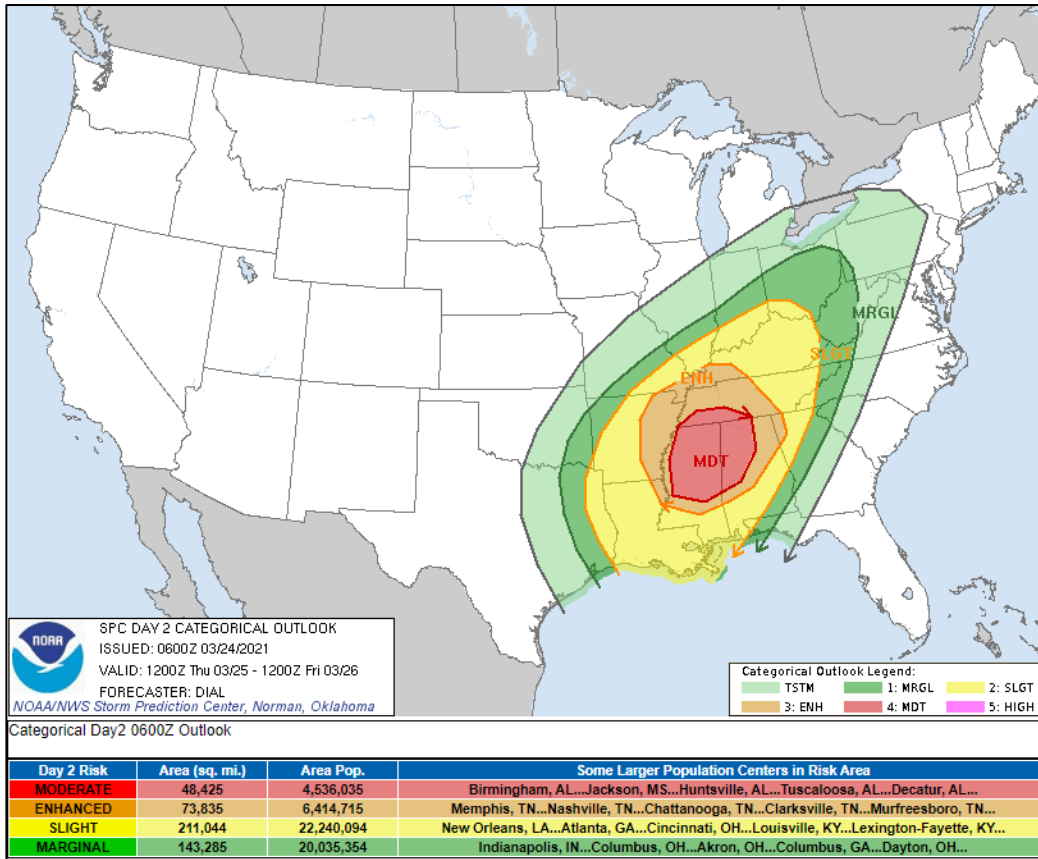 MRGL
SLGT
ENH
MDT
NOAA
SPC DAY 2 CATEGORICAL OUTLOOK
ISSUED: 0600Z 03/24/2021
VALID: 1200Z Thu 03/25 - 1200Z Fri 03/26
FORECASTER: DIAL
NOAA/NWS Storm Prediction Center, Norman, Oklahoma
Categorical Outlook Legend:
TSTM 1: MRGL 2: SLGT
3: ENH 4: MDT 5: HIGH
Categorical Day2 0600Z Outlook
Day 2 Risk Area (sq. mi.) Area Pop. Some Larger Population Centers in Risk Area
MODERATE 48,425 4,536,035 Birmingham, AL...Jackson, MS...Huntsville, AL...Tuscaloosa, AL...Decatur, AL...
ENHANCED 73,835 6,414,715 Memphis, TN...Nashville, TN...Chattanooga, TN...Clarksville, TN...Murfreesboro, TN...
SLIGHT 211,044 22,240,094 New Orleans, LA...Atlanta, GA...Cincinnati, OH...Louisville, KY...Lexington-Fayette, KY...
MARGINAL 143,285 20,035,354 Indianapolis, IN...Columbus, OH...Akron, OH...Columbus, GA...Dayton, OH...